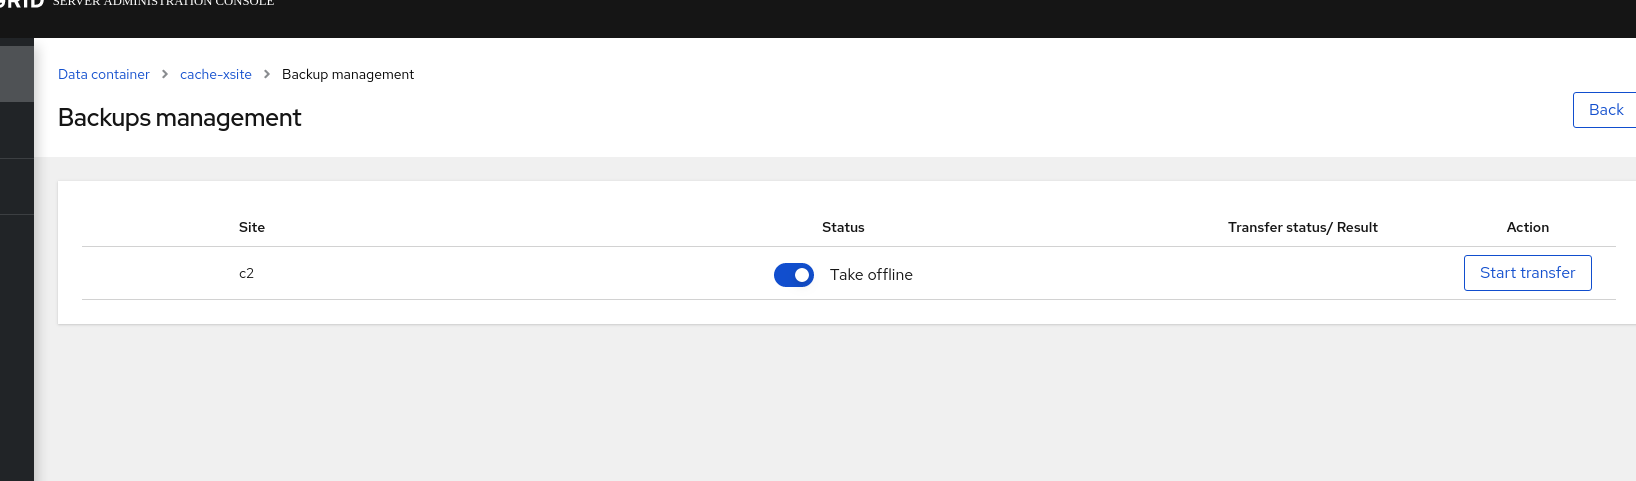 GRID SERVER ADMINISTRATION CONSOLE
Data container > cache-xsite > Backup management
Backups management
Back
Site Status Transfer status/ Result Action
c2 Take offline Start transfer